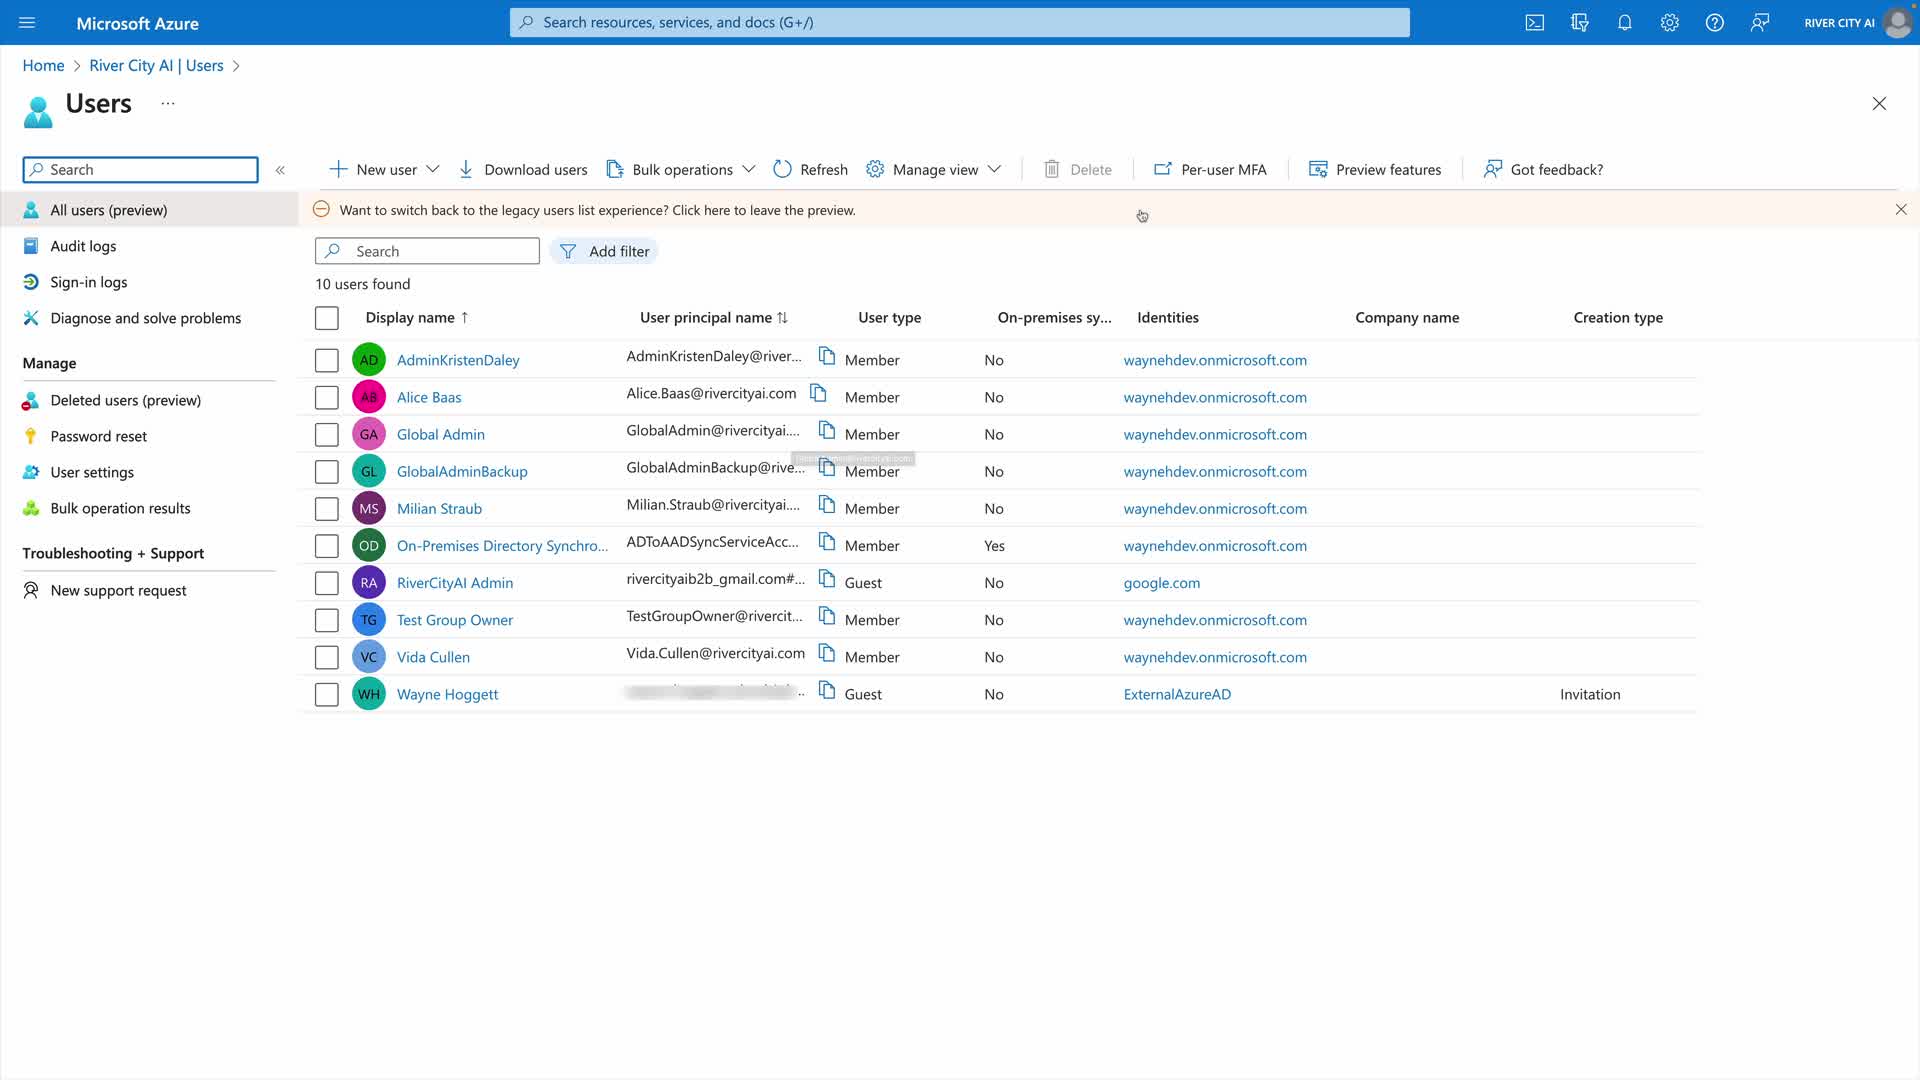 Microsoft Azure
Search resources, services, and docs (G+/)
RIVER CITY AI
Home > River City AI | Users >
Users ...
Search «
New user Download users Bulk operations Refresh Manage view Delete Per-user MFA Preview features Got feedback?
All users (preview)
Want to switch back to the legacy users list experience? Click here to leave the preview.
Audit logs
Search Add filter
Sign-in logs
10 users found
Diagnose and solve problems
Display name ↑ User principal name ↑↓ User type On-premises sy... Identities Company name Creation type
Manage
AD AdminKristenDaley AdminKristenDaley@river... Member No waynehdev.onmicrosoft.com
Deleted users (preview)
AB Alice Baas Alice.Baas@rivercityai.com Member No waynehdev.onmicrosoft.com
Password reset
GA Global Admin GlobalAdmin@rivercityai.... Member No waynehdev.onmicrosoft.com
User settings
GL GlobalAdminBackup GlobalAdminBackup@rive... Member No waynehdev.onmicrosoft.com
Bulk operation results
MS Milian Straub Milian.Straub@rivercityai.... Member No waynehdev.onmicrosoft.com
Troubleshooting + Support
OD On-Premises Directory Synchro... ADToAADSyncServiceAcc... Member Yes waynehdev.onmicrosoft.com
New support request
RA RiverCityAI Admin rivercityaib2b_gmail.com#... Guest No google.com
TG Test Group Owner TestGroupOwner@rivercit... Member No waynehdev.onmicrosoft.com
VC Vida Cullen Vida.Cullen@rivercityai.com Member No waynehdev.onmicrosoft.com
WH Wayne Hoggett Guest No ExternalAzureAD Invitation